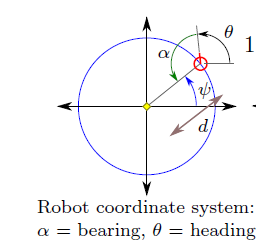 θ
α
1
ψ
d
Robot coordinate system:
α = bearing, θ = heading